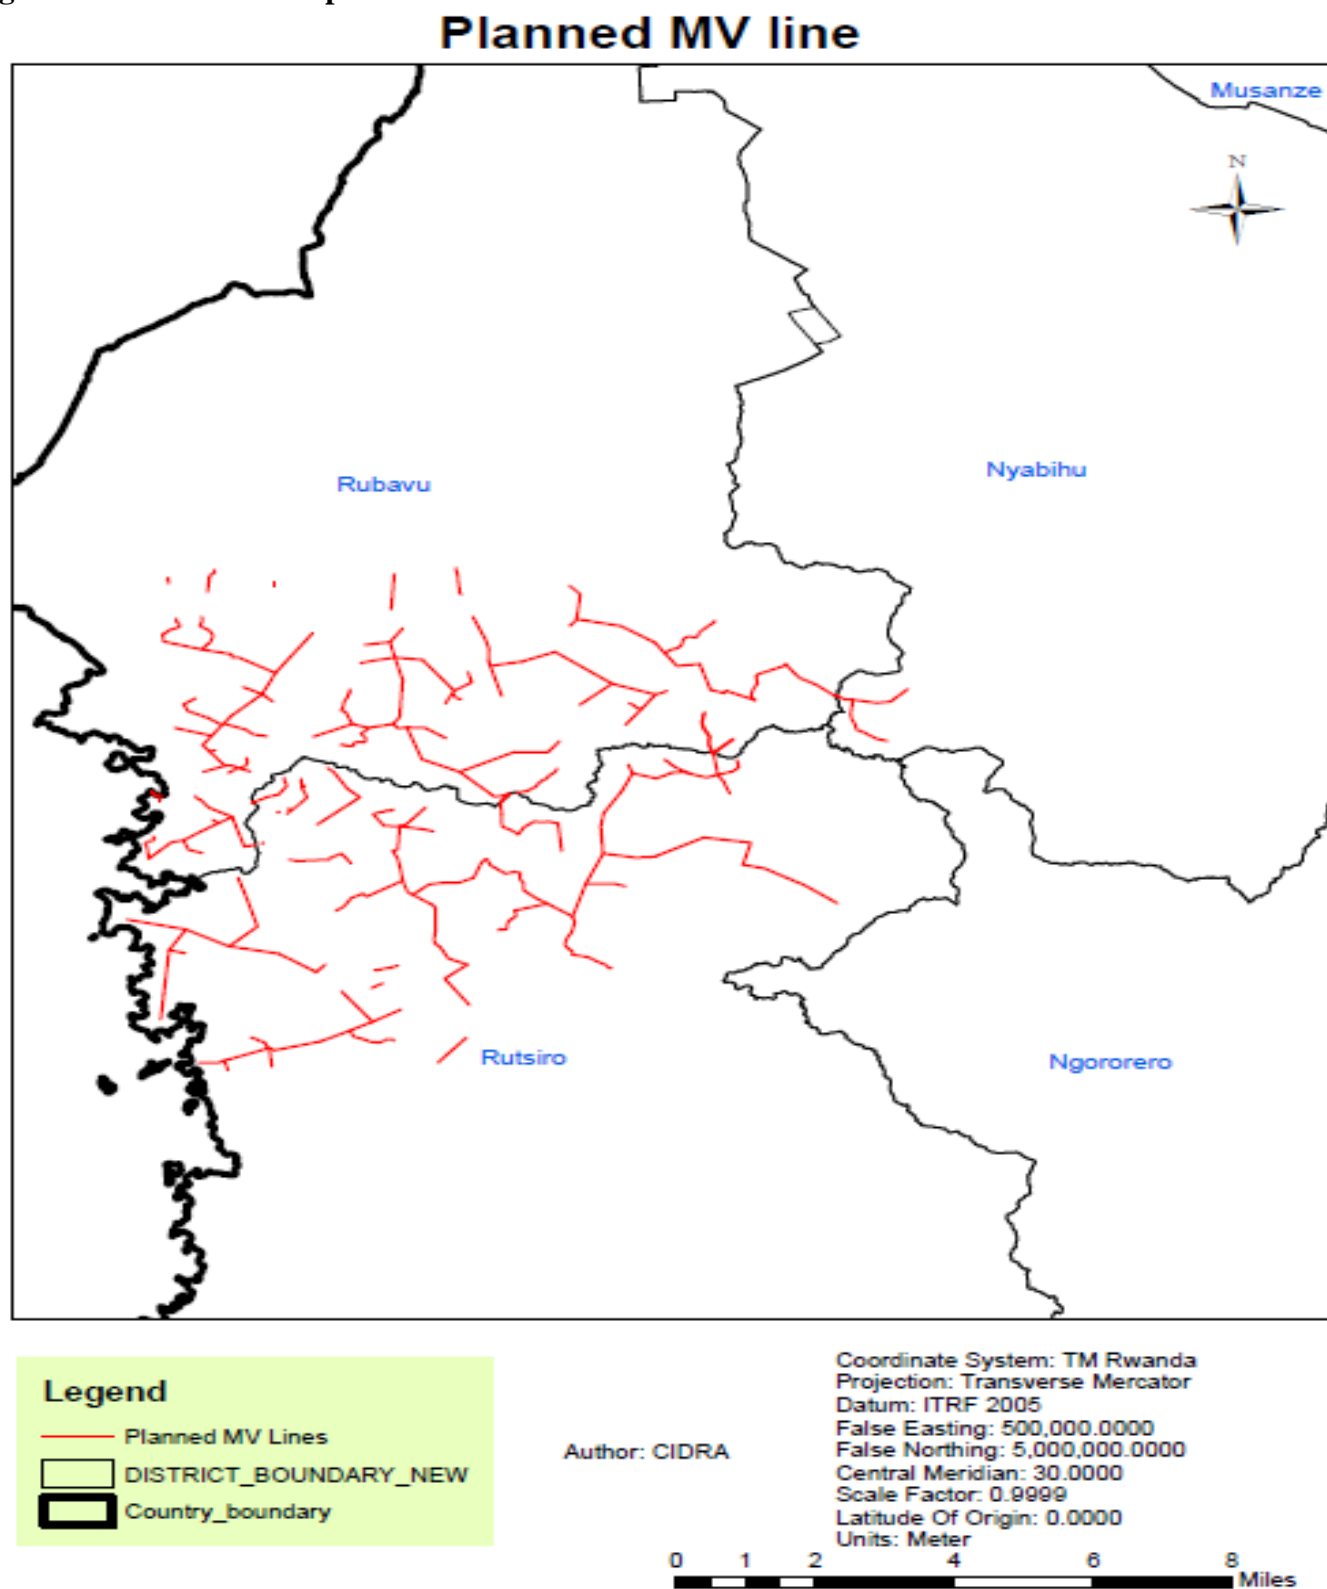 Planned MV line
Musanze
N
Nyabihu
Rubavu
Rutsiro
Ngororero
Legend
Planned MV Lines
DISTRICT_BOUNDARY_NEW
Country_boundary
Author: CIDRA
Coordinate System: TM Rwanda
Projection: Transverse Mercator
Datum: ITRF 2005
False Easting: 500,000.0000
False Northing: 5,000,000.0000
Central Meridian: 30.0000
Scale Factor: 0.9999
Latitude Of Origin: 0.0000
Units: Meter
0 1 2 4 6 8
Miles